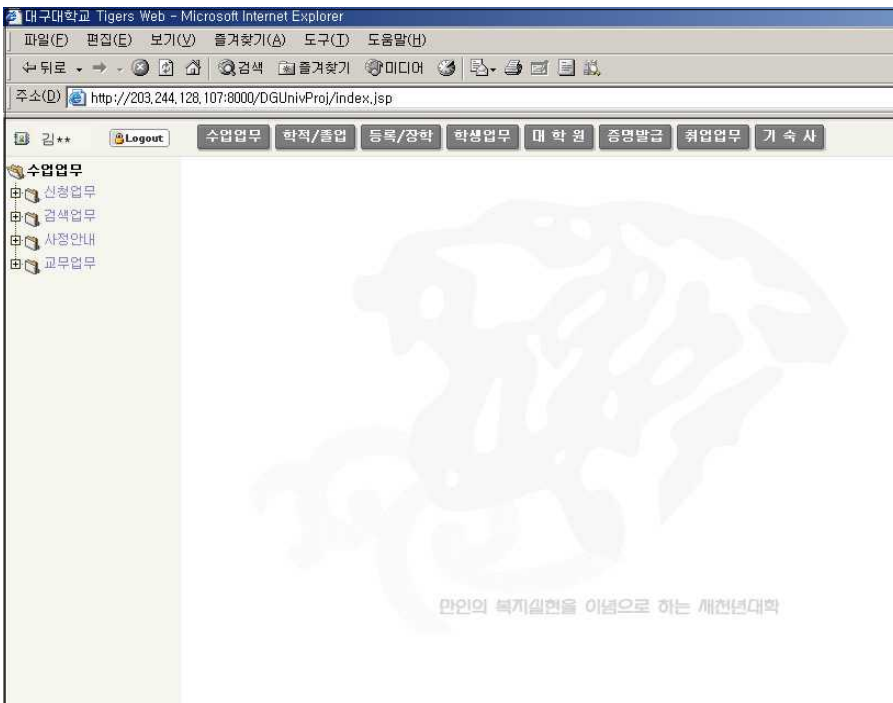 대구대학교 Tigers Web - Microsoft Internet Explorer
파일(F) 편집(E) 보기(V) 즐겨찾기(A) 도구(T) 도움말(H)
뒤로 검색 즐겨찾기 미디어
주소(D) http://203,244,128,107:8000/DGUnivProj/index.jsp
김** Logout 수업업무 학적/졸업 등록/장학 학생업무 대 학 원 증명발급 취업업무 기 숙 사
수업업무
신청업무
검색업무
사정안내
교무업무
만인의 복지실현을 이념으로 하는 새천년대학